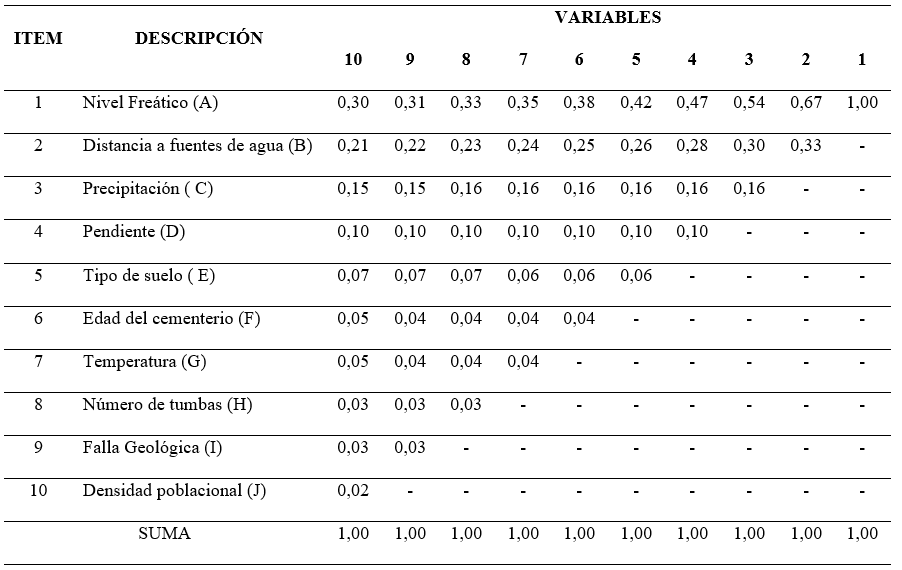 VARIABLES
ITEM DESCRIPCIÓN
10 9 8 7 6 5 4 3 2 1
1 Nivel Freático (A) 0,30 0,31 0,33 0,35 0,38 0,42 0,47 0,54 0,67 1,00
2 Distancia a fuentes de agua (B) 0,21 0,22 0,23 0,24 0,25 0,26 0,28 0,30 0,33 -
3 Precipitación ( C) 0,15 0,15 0,16 0,16 0,16 0,16 0,16 0,16 - -
4 Pendiente (D) 0,10 0,10 0,10 0,10 0,10 0,10 0,10 - - -
5 Tipo de suelo ( E) 0,07 0,07 0,07 0,06 0,06 0,06 - - - -
6 Edad del cementerio (F) 0,05 0,04 0,04 0,04 0,04 - - - - -
7 Temperatura (G) 0,05 0,04 0,04 0,04 - - - - - -
8 Número de tumbas (H) 0,03 0,03 0,03 - - - - - - -
9 Falla Geológica (I) 0,03 0,03 - - - - - - - -
10 Densidad poblacional (J) 0,02 - - - - - - - - -
SUMA 1,00 1,00 1,00 1,00 1,00 1,00 1,00 1,00 1,00 1,00